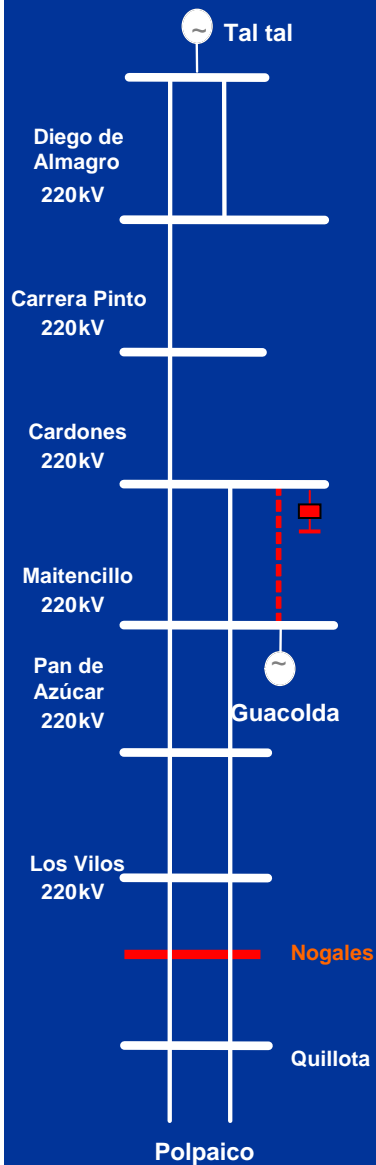 ~
Tal tal
Diego de
Almagro
220kV
Carrera Pinto
220kV
Cardones
220kV
Maitencillo
220kV
Pan de
Azúcar
220kV
~
Guacolda
Los Vilos
220kV
Nogales
Quillota
Polpaico